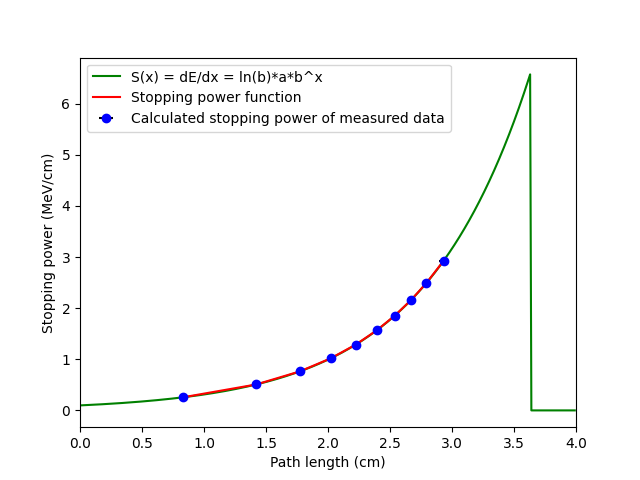 S(x) = dE/dx = ln(b)*a*b^x
Stopping power function
Calculated stopping power of measured data
Stopping power (MeV/cm)
6
5
4
3
2
1
0
0.0 0.5 1.0 1.5 2.0 2.5 3.0 3.5 4.0
Path length (cm)